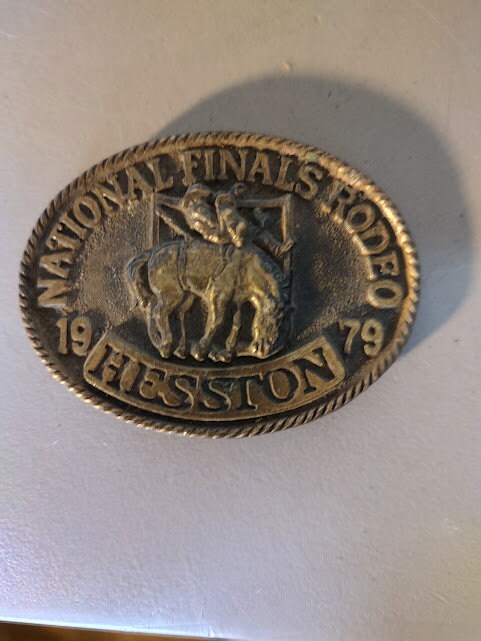 NATIONAL FINALS RODEO
19 79
HESSTON